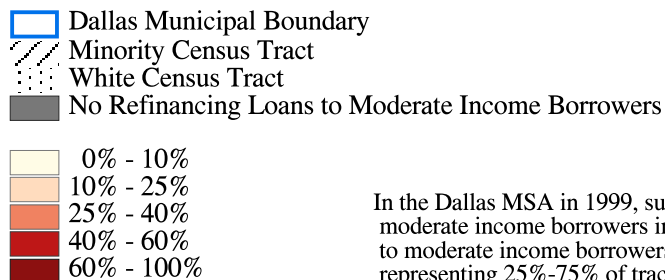 Dallas Municipal Boundary
Minority Census Tract
White Census Tract
No Refinancing Loans to Moderate Income Borrowers
0% - 10%
10% - 25%
25% - 40%
40% - 60%
60% - 100%
In the Dallas MSA in 1999, su
moderate income borrowers in
to moderate income borrowers
representing 25%-75% of trac